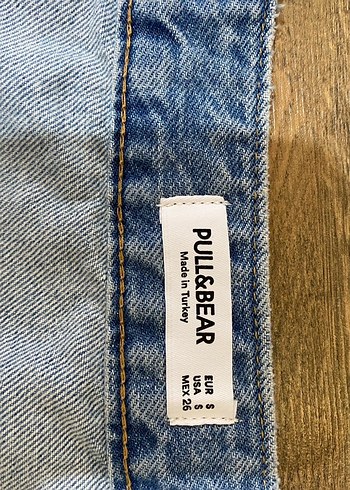 PULL&BEAR
Made in Turkey
EUR S
USA S
MEX 26